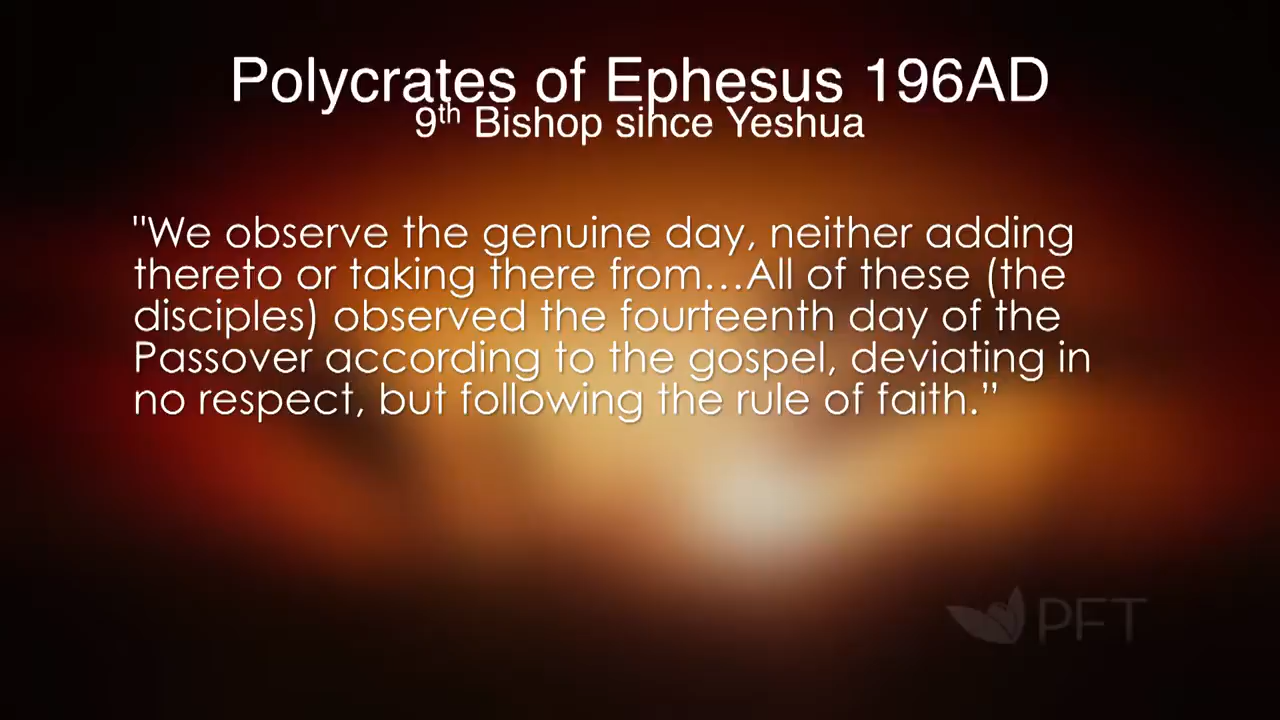 Polycrates of Ephesus 196AD
9th Bishop since Yeshua
"We observe the genuine day, neither adding
thereto or taking there from…All of these (the
disciples) observed the fourteenth day of the
Passover according to the gospel, deviating in
no respect, but following the rule of faith.”
PFT